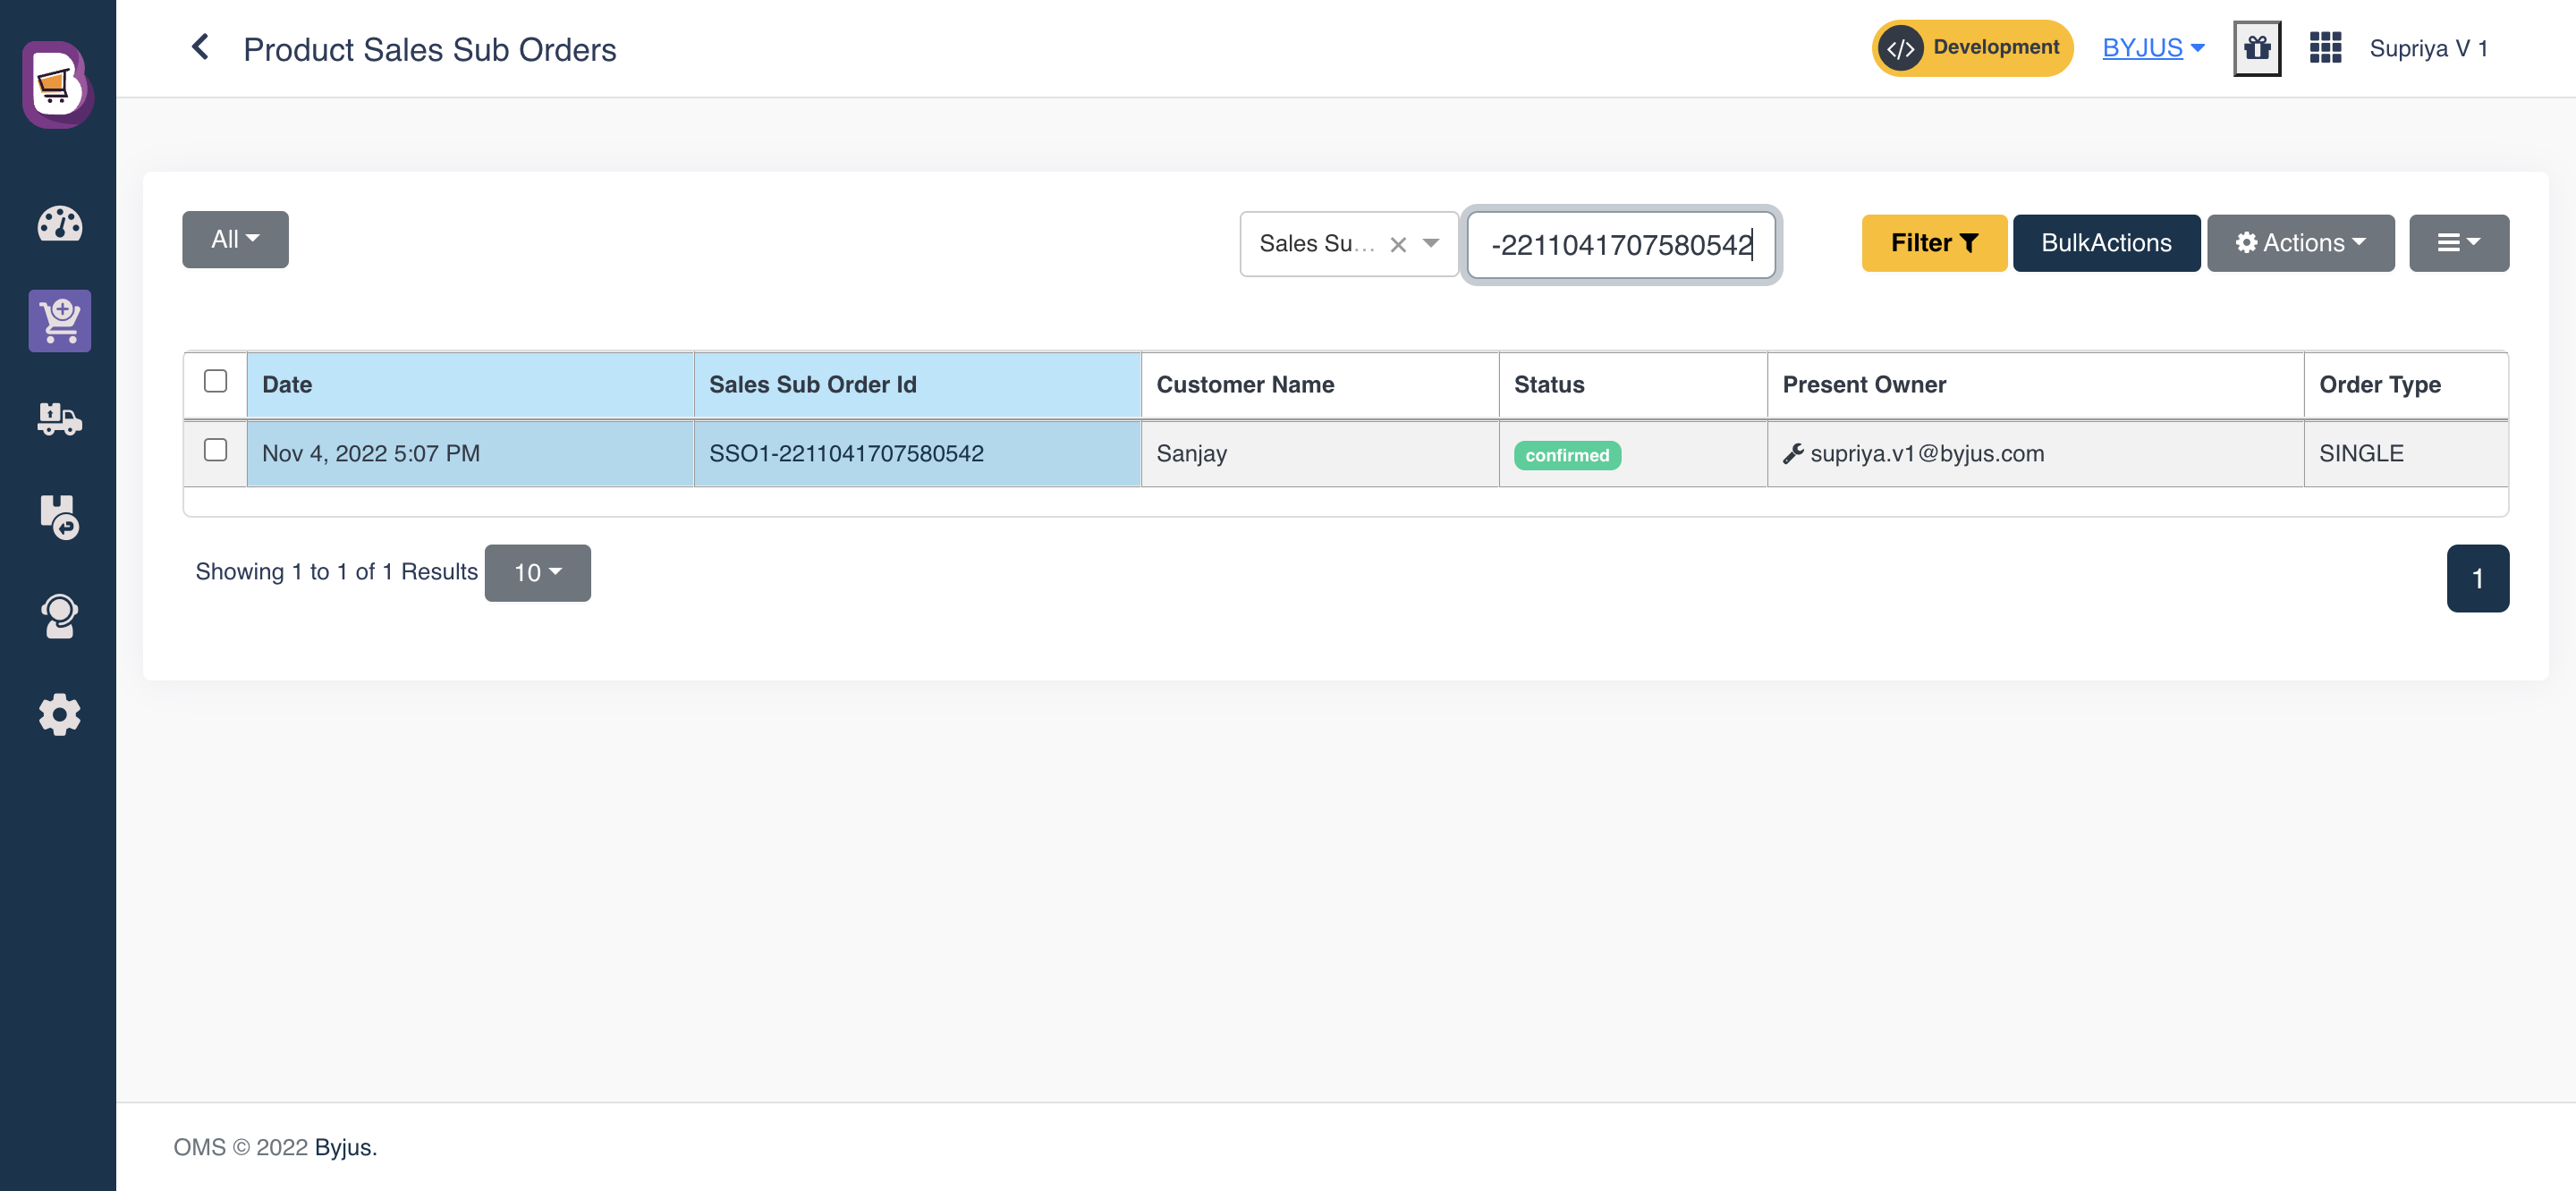 Product Sales Sub Orders
</> Development
BYJUS
Supriya V 1
All
Sales Su...
-2211041707580542
Filter
BulkActions
Actions
Date
Sales Sub Order Id
Customer Name
Status
Present Owner
Order Type
Nov 4, 2022 5:07 PM
SSO1-2211041707580542
Sanjay
confirmed
supriya.v1@byjus.com
SINGLE
Showing 1 to 1 of 1 Results
10
1
OMS © 2022 Byjus.